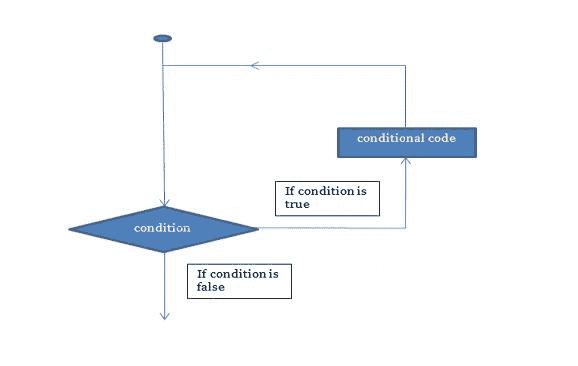 conditional code
If condition is
true
condition
If condition is
false